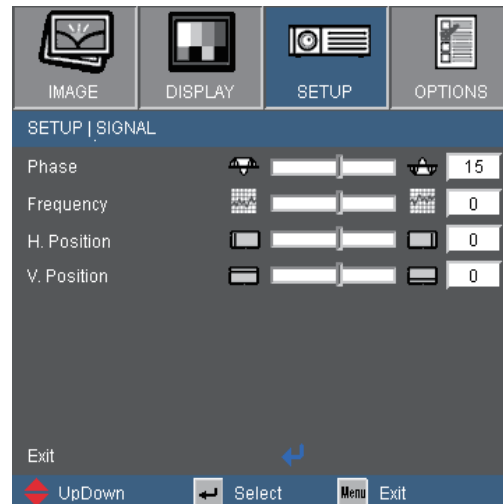 IMAGE DISPLAY SETUP OPTIONS
SETUP | SIGNAL
Phase 15
Frequency 0
H. Position 0
V. Position 0
Exit
UpDown Select Menu Exit